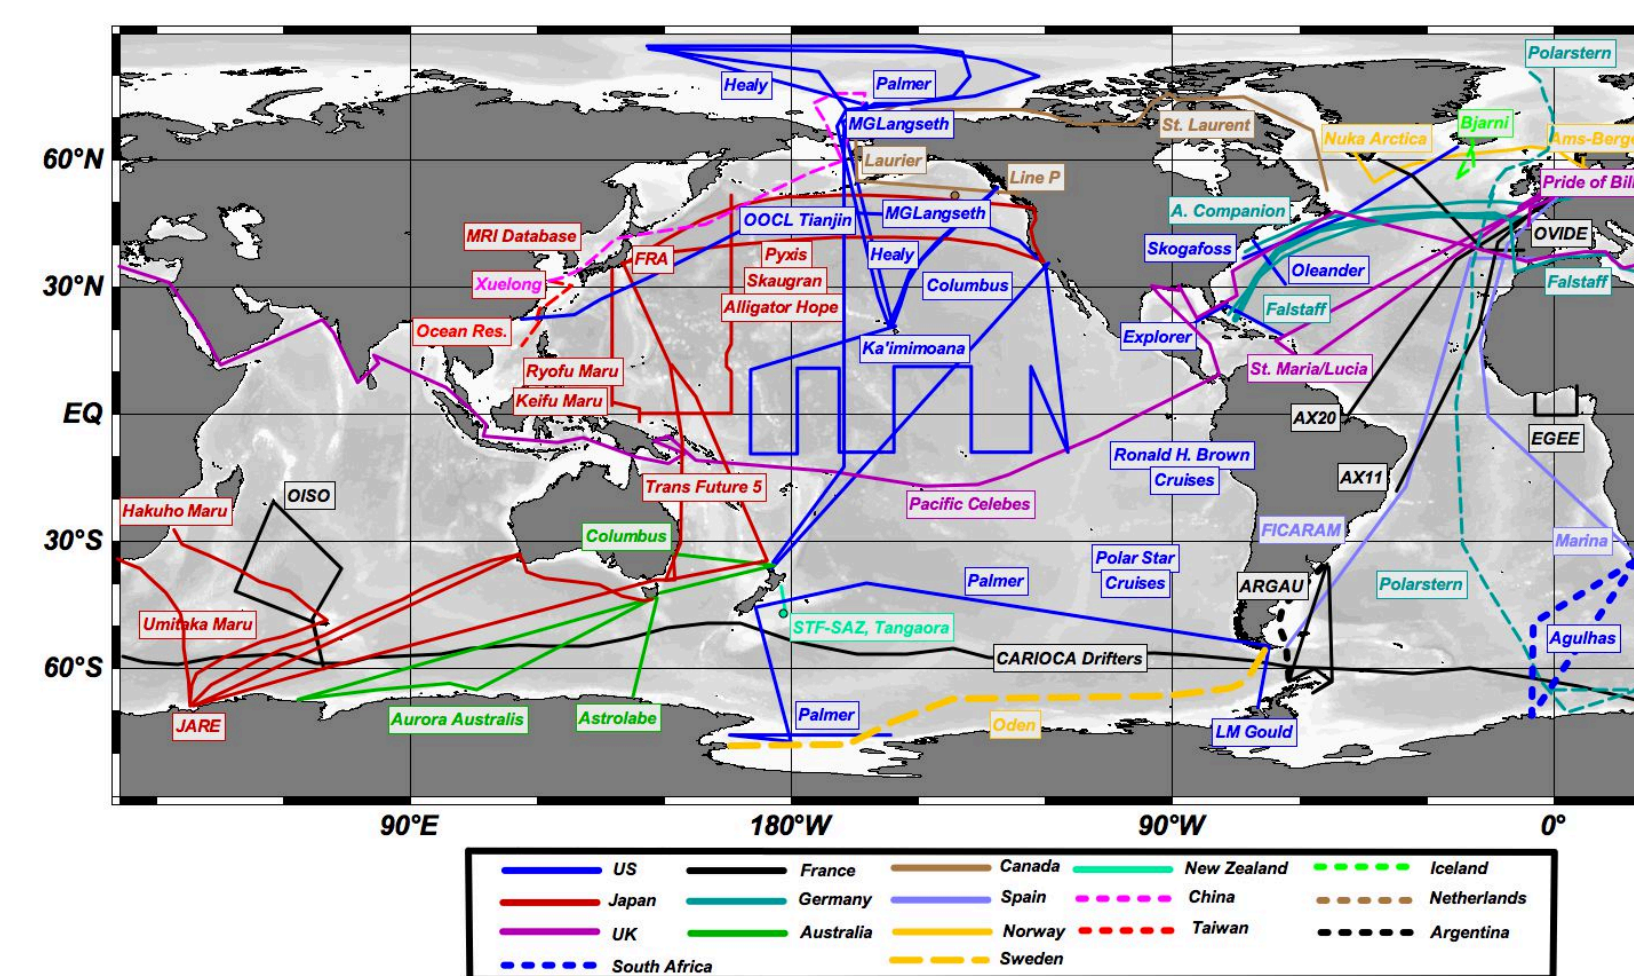 Polarstern
Healy
Palmer
MGLangseth
St. Laurent
Nuka Arctica
Bjarni
Ams-Berge
60°N
Laurier
Line P
Pride of Bil
OOCL Tianjin
MGLangseth
A. Companion
MRI Database
OVIDE
FRA
Pyxis
Healy
Skogafoss
Xuelong
Skaugran
Columbus
Oleander
Falstaff
30°N
Alligator Hope
Falstaff
Ocean Res.
Explorer
Ka'imimoana
Ryofu Maru
St. Maria/Lucia
Keifu Maru
EQ
AX20
EGEE
Ronald H. Brown
Cruises
AX11
Trans Future 5
OISO
Hakuho Maru
Pacific Celebes
30°S
Columbus
FICARAM
Marina
Polar Star
Cruises
Palmer
ARGAU
Polarstern
Umitaka Maru
STF-SAZ, Tangaora
Agulhas
60°S
CARIOCA Drifters
JARE
Aurora Australis
Astrolabe
Palmer
Oden
LM Gould
90°E
180°W
90°W
0°
US
France
Canada
New Zealand
Iceland
Japan
Germany
Spain
China
Netherlands
UK
Australia
Norway
Taiwan
Argentina
South Africa
Sweden